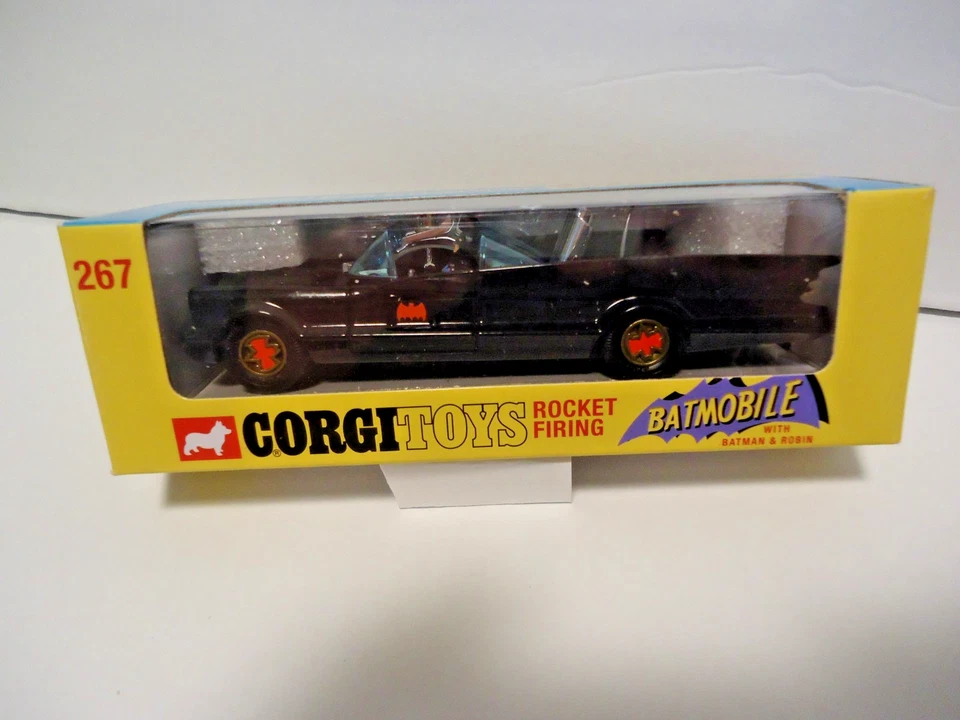 267
CORGI TOYS
®
ROCKET
FIRING
BATMOBILE
WITH
BATMAN & ROBIN